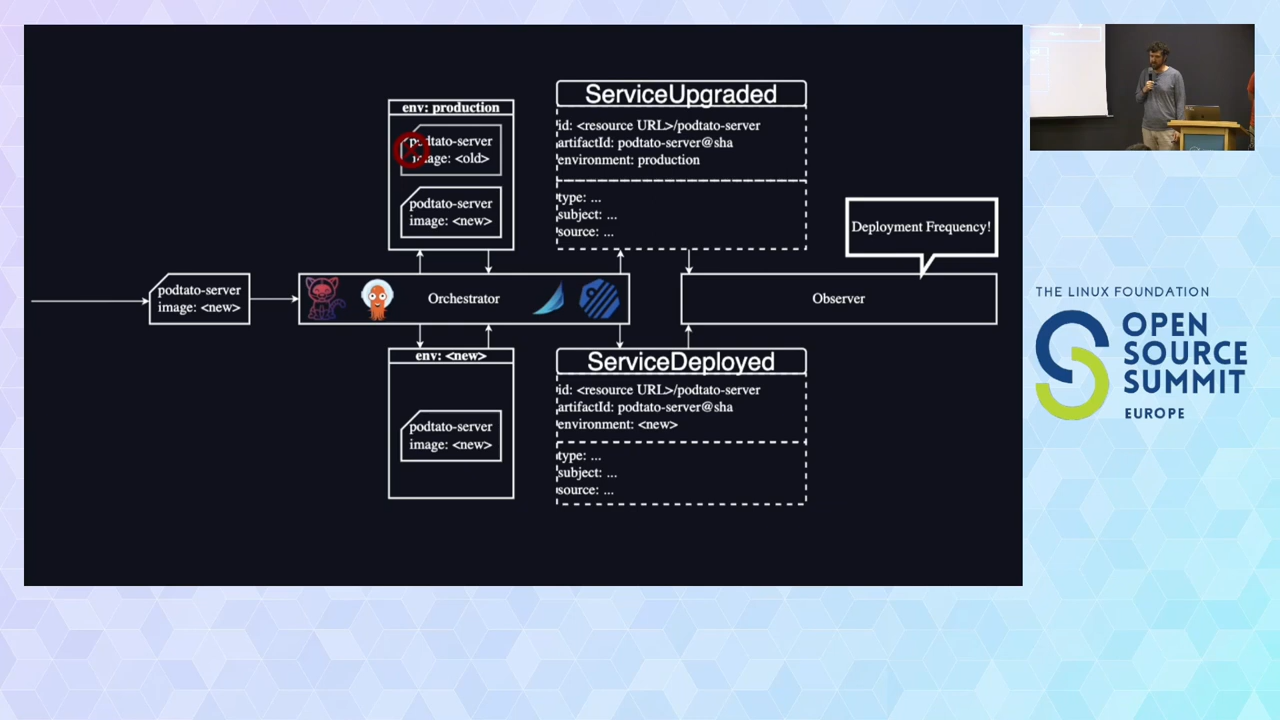 env: production
podtato-server
image: <old>
podtato-server
image: <new>
ServiceUpgraded
id: <resource URL>/podtato-server
artifactId: podtato-server@sha
environment: production
type: ...
subject: ...
source: ...
Deployment Frequency!
podtato-server
image: <new>
Orchestrator
Observer
env: <new>
podtato-server
image: <new>
ServiceDeployed
id: <resource URL>/podtato-server
artifactId: podtato-server@sha
environment: <new>
type: ...
subject: ...
source: ...
THE LINUX FOUNDATION
OPEN
SOURCE
SUMMIT
EUROPE